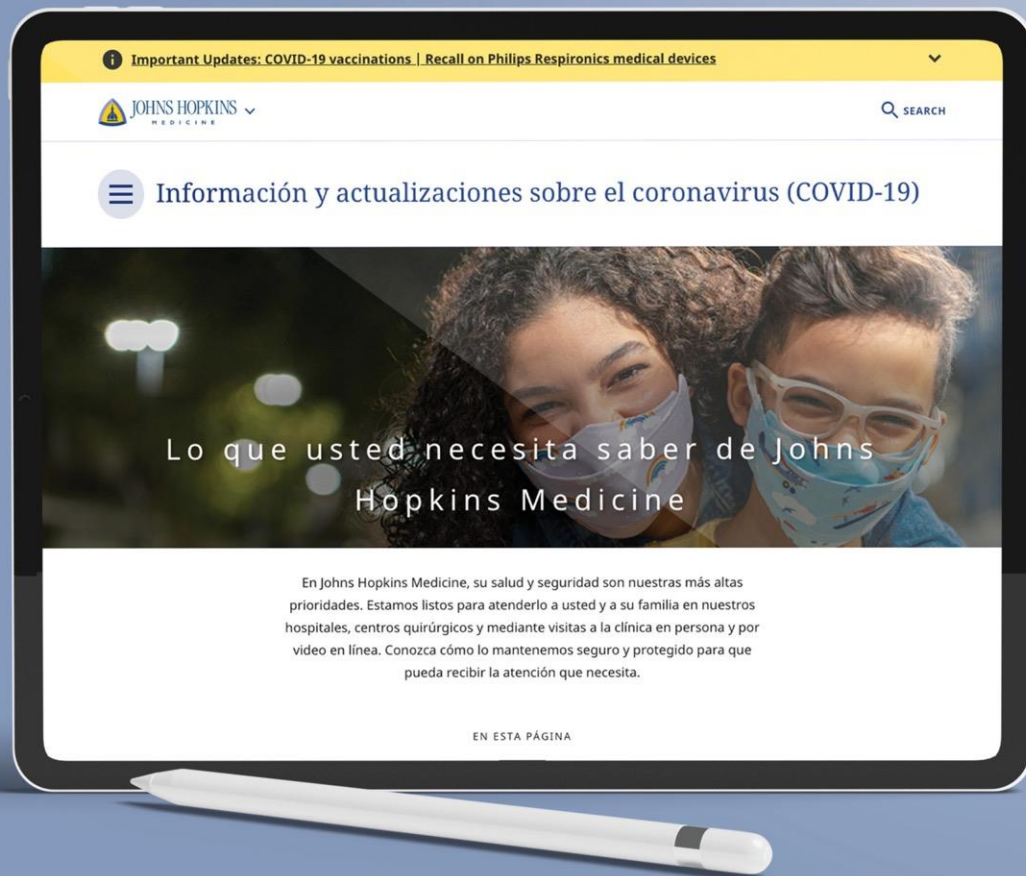 Important Updates: COVID-19 vaccinations | Recall on Philips Respironics medical devices
JOHNS HOPKINS
MEDICINE
SEARCH
Información y actualizaciones sobre el coronavirus (COVID-19)
Lo que usted necesita saber de Johns
Hopkins Medicine
En Johns Hopkins Medicine, su salud y seguridad son nuestras más altas
prioridades. Estamos listos para atenderlo a usted y a su familia en nuestros
hospitales, centros quirúrgicos y mediante visitas a la clínica en persona y por
video en línea. Conozca cómo lo mantenemos seguro y protegido para que
pueda recibir la atención que necesita.
EN ESTA PÁGINA